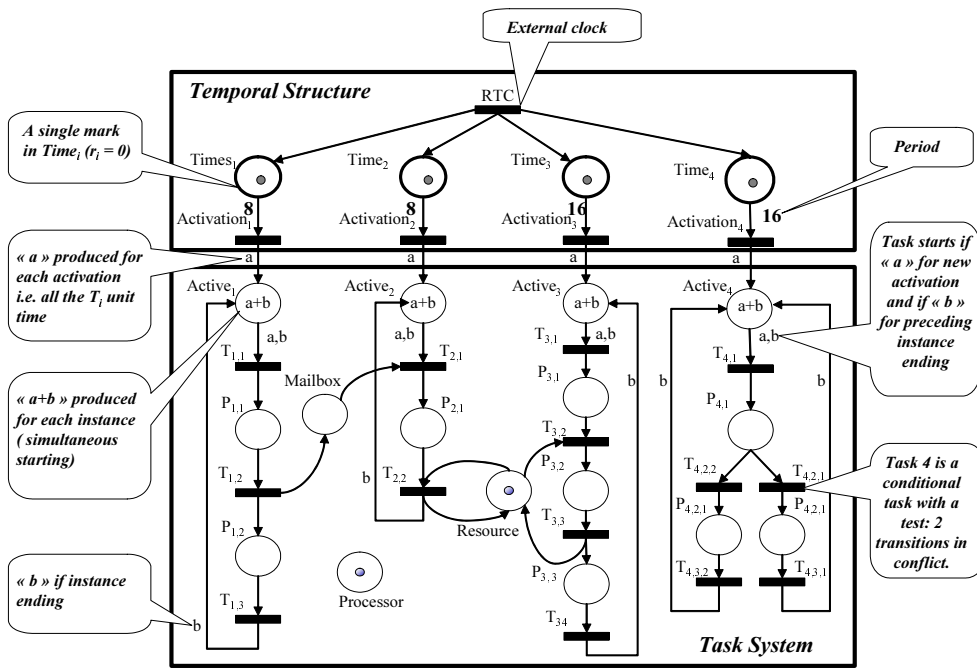 External clock
Temporal Structure
RTC
A single mark
in Time_i (r_i = 0)
Times_1
Time_2
Time_3
Time_4
Period
8
8
16
16
Activation_1
Activation_2
Activation_3
Activation_4
a
a
a
a
« a » produced for
each activation
i.e. all the T_i unit
time
Task starts if
« a » for new
activation
and if « b »
for preceding
instance
ending
Active_1
Active_2
Active_3
Active_4
a+b
a+b
a+b
a+b
a,b
a,b
a,b
a,b
T_1,1
T_2,1
T_3,1
T_4,1
Mailbox
b
b
b
« a+b » produced
for each instance
( simultaneous
starting)
P_1,1
P_2,1
P_3,1
P_4,1
T_1,2
T_2,2
T_3,2
T_4,2,2
T_4,2,1
b
P_3,2
P_4,2,1
P_4,2,1
Task 4 is a
conditional
task with a
test: 2
transitions in
conflict.
Resource
P_1,2
T_3,3
P_3,3
T_4,3,2
T_4,3,1
Processor
« b » if instance
ending
b
T_1,3
T_34
Task System